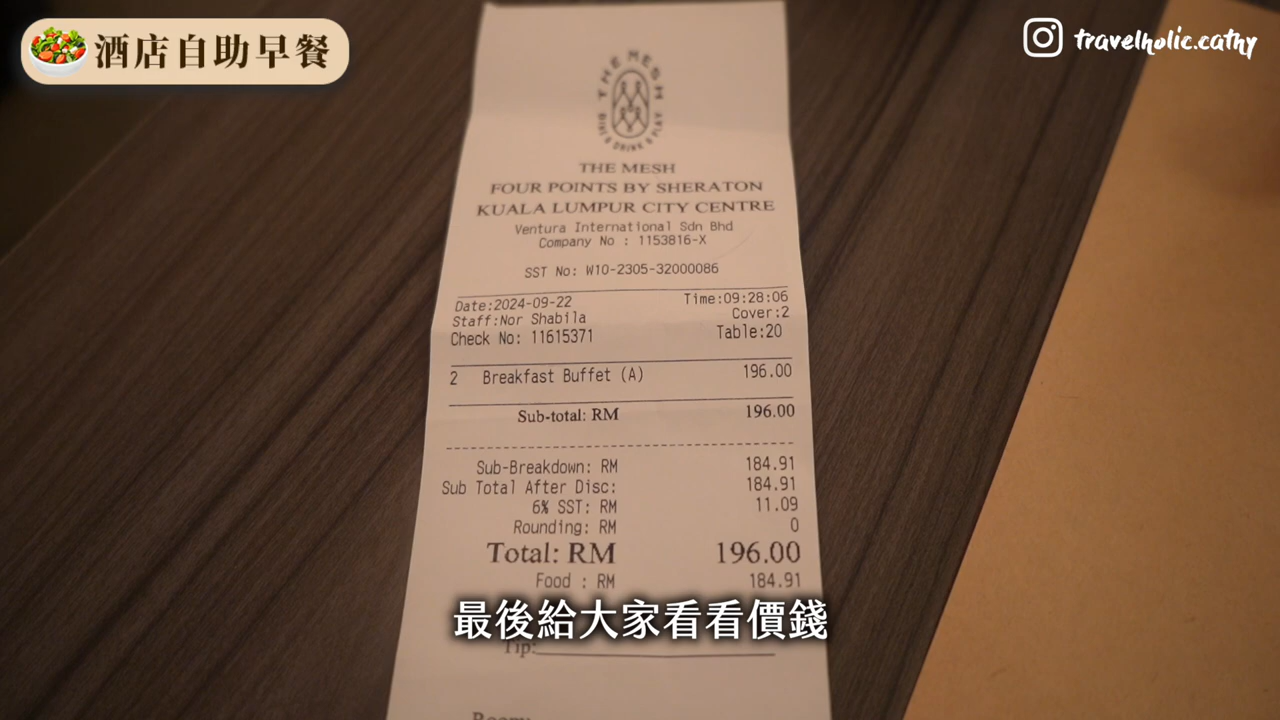 酒店自助早餐
travelholic.cathy
THE MESH
DINE & DRINK & PLAY
THE MESH
FOUR POINTS BY SHERATON
KUALA LUMPUR CITY CENTRE
Ventura International Sdn Bhd
Company No : 1153816-X
SST No: W10-2305-32000086
Date:2024-09-22 Time:09:28:06
Staff:Nor Shabila Cover:2
Check No: 11615371 Table:20
2 Breakfast Buffet (A) 196.00
Sub-total: RM 196.00
Sub-Breakdown: RM 184.91
Sub Total After Disc: 184.91
6% SST: RM 11.09
Rounding: RM 0
Total: RM 196.00
Food : RM 184.91
最後給大家看看價錢
Tip: